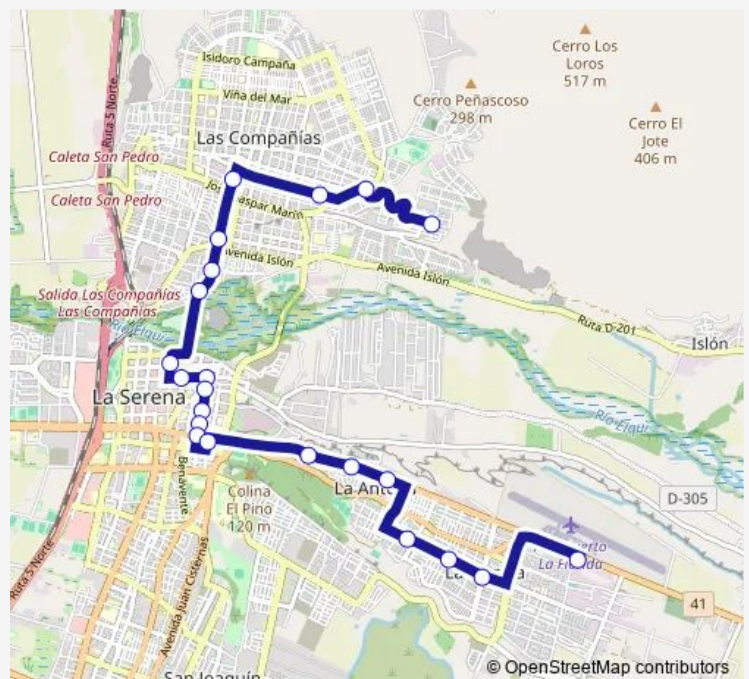 Isidoro Campaña
Viña del Mar
Las Compañías
Cerro Peñascoso
298 m
Cerro Los
Loros
517 m
Cerro El
Jote
406 m
Ruta 5 Norte
Caleta San Pedro
Caleta San Pedro
Avenida Islón
Avenida Islón
Ruta D-201
Salida Las Compañías
Las Compañías
Río Elqui
Islón
La Serena
Río Elqui
Benavente
Colina
El Pino
120 m
D-305
La Florida
41
Ruta 5 Norte
Avenida Juan Cisternas
San Joaquín
© OpenStreetMap contributors